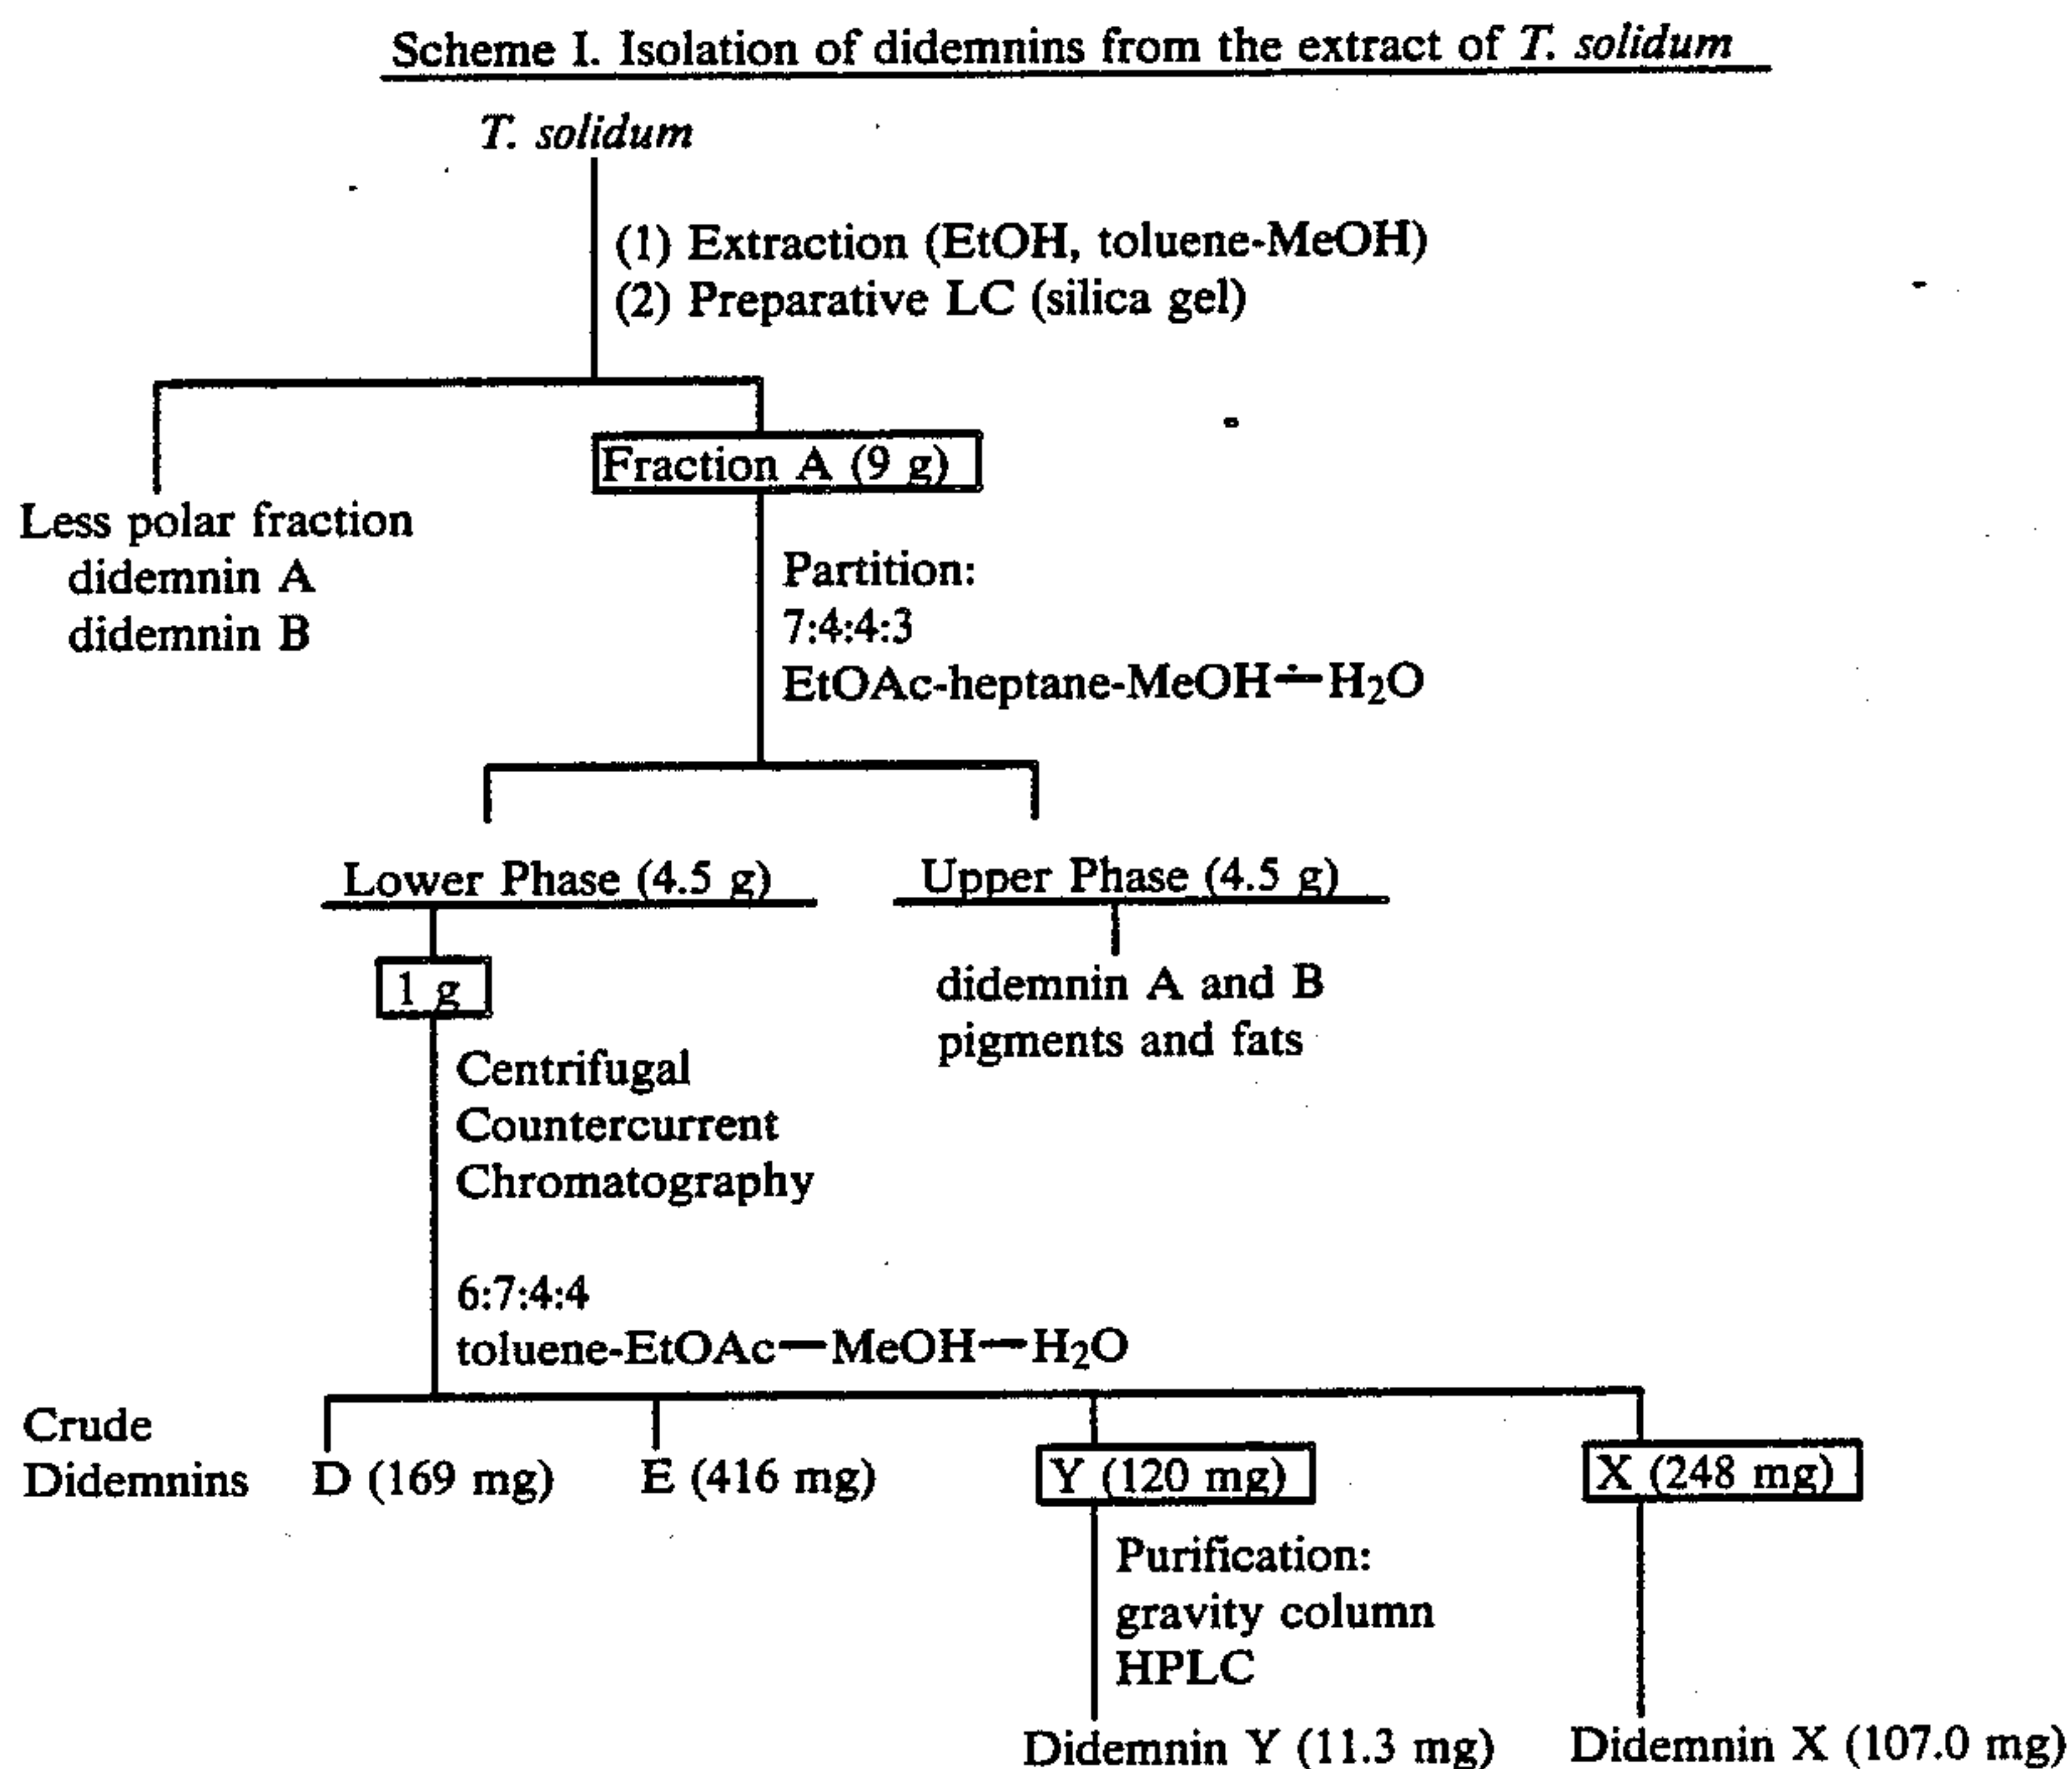 Scheme I. Isolation of didemnins from the extract of T. solidum
T. solidum
(1) Extraction (EtOH, toluene-MeOH)
(2) Preparative LC (silica gel)
Fraction A (9 g)
Less polar fraction
didemnin A
didemnin B
Partition:
7:4:4:3
EtOAc-heptane-MeOH—H2O
Lower Phase (4.5 g)
Upper Phase (4.5 g)
1 g
didemnin A and B
pigments and fats
Centrifugal
Countercurrent
Chromatography
6:7:4:4
toluene-EtOAc—MeOH—H2O
Crude
Didemnins
D (169 mg)
E (416 mg)
Y (120 mg)
X (248 mg)
Purification:
gravity column
HPLC
Didemnin Y (11.3 mg)
Didemnin X (107.0 mg)